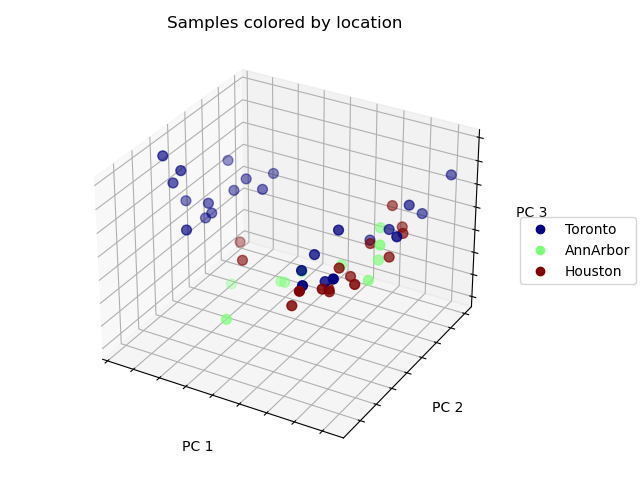 Samples colored by location
PC 3
Toronto
AnnArbor
Houston
PC 2
PC 1